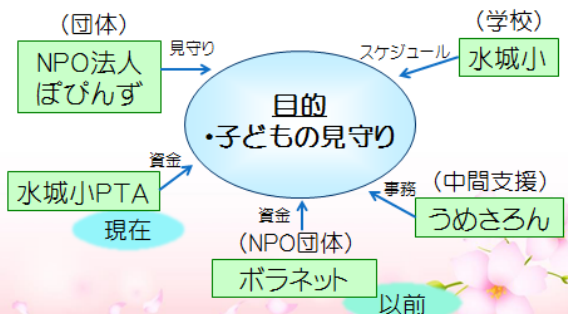 （団体）
NPO法人
ぽぴんず
見守り
（学校）
水城小
スケジュール
目的
・子どもの見守り
水城小PTA
資金
現在
資金
（NPO団体）
ボラネット
以前
事務
（中間支援）
うめさろん